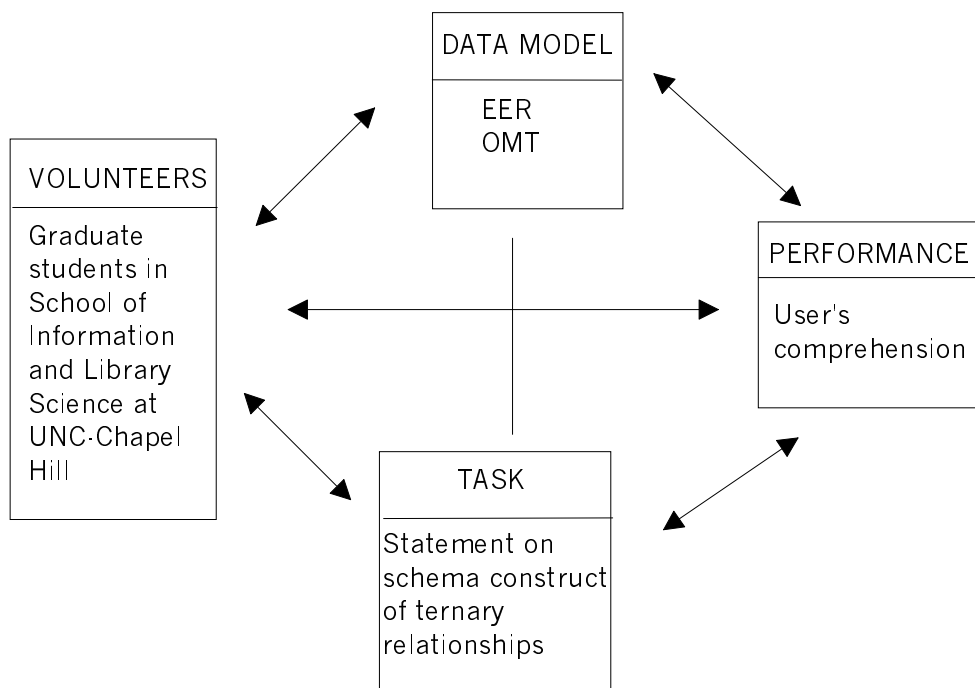 DATA MODEL
EER
OMT
VOLUNTEERS
Graduate
students in
School of
Information
and Library
Science at
UNC-Chapel
Hill
PERFORMANCE
User's
comprehension
TASK
Statement on
schema construct
of ternary
relationships